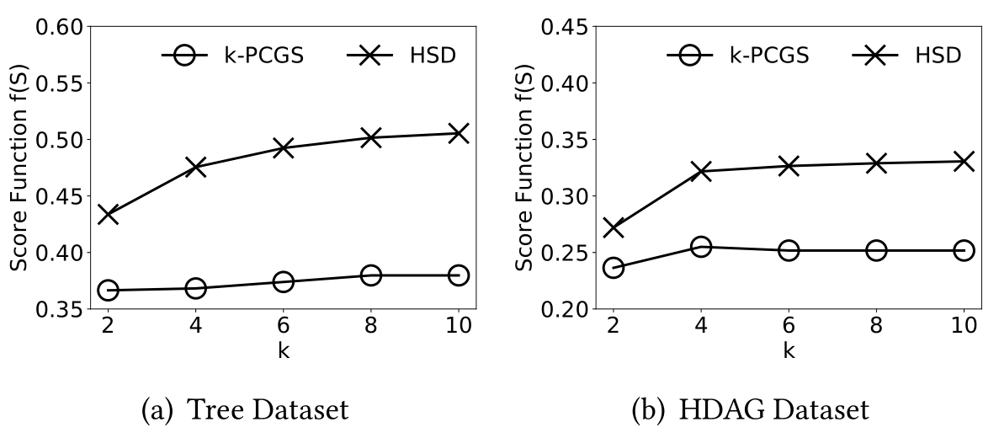 Score Function f(S)
0.60
0.55
0.50
0.45
0.40
0.35
k-PCGS
HSD
2 4 6 8 10
k
(a) Tree Dataset
Score Function f(S)
0.45
0.40
0.35
0.30
0.25
0.20
k-PCGS
HSD
2 4 6 8 10
k
(b) HDAG Dataset